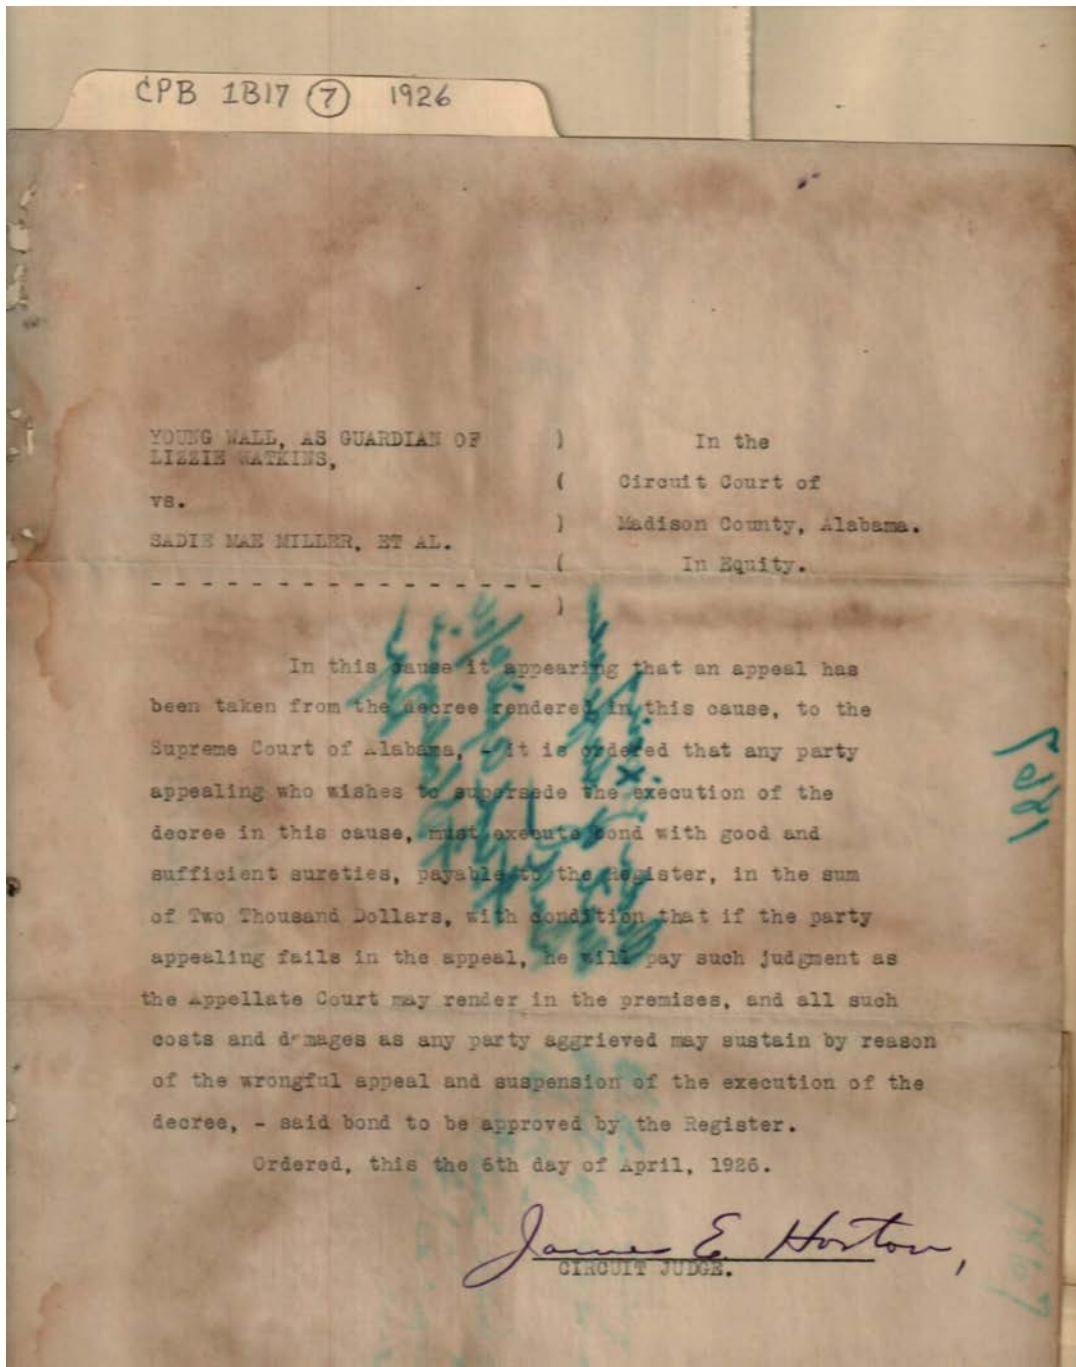 CPB 1B17 7 1926
YOUNG WALL, AS GUARDIAN OF
LIZZIE WATKINS,
vs.
SADIE MAE MILLER, ET AL.
- - - - - - - - - - - - - - - - -
)
(
)
(
)
In the
Circuit Court of
Madison County, Alabama.
In Equity.
In this cause it appearing that an appeal has
been taken from the decree rendered in this cause, to the
Supreme Court of Alabama, - it is ordered that any party
appealing who wishes to supersede the execution of the
decree in this cause, must execute bond with good and
sufficient sureties, payable to the Register, in the sum
of Two Thousand Dollars, with condition that if the party
appealing fails in the appeal, he will pay such judgment as
the Appellate Court may render in the premises, and all such
costs and damages as any party aggrieved may sustain by reason
of the wrongful appeal and suspension of the execution of the
decree, - said bond to be approved by the Register.
Ordered, this the 6th day of April, 1926.
James E. Horton,
CIRCUIT JUDGE.